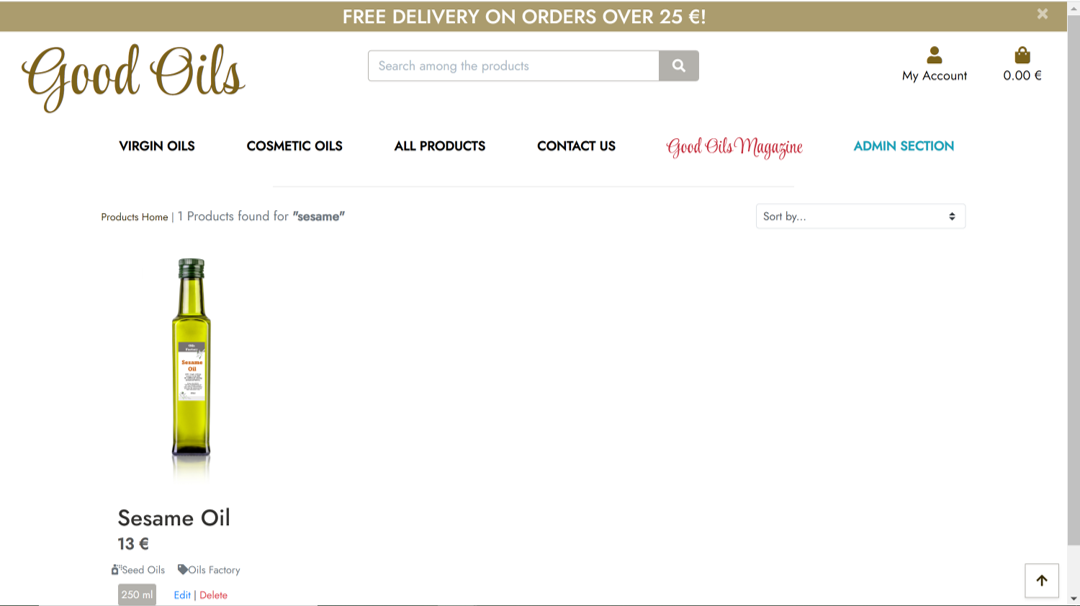 FREE DELIVERY ON ORDERS OVER 25 €!
Good Oils
Search among the products
My Account
0.00 €
VIRGIN OILS
COSMETIC OILS
ALL PRODUCTS
CONTACT US
Good Oils Magazine
ADMIN SECTION
Products Home | 1 Products found for "sesame"
Sort by...
Sesame
Oil
Sesame Oil
13 €
Seed Oils
Oils Factory
250 ml
Edit | Delete